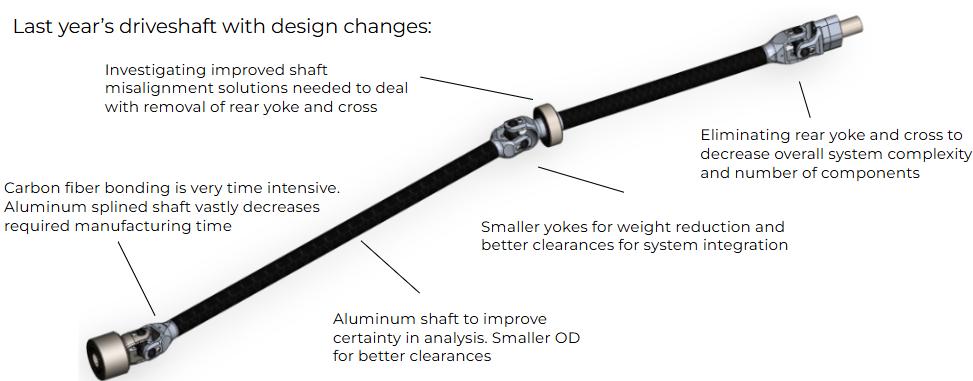 Last year’s driveshaft with design changes:
Investigating improved shaft
misalignment solutions needed to deal
with removal of rear yoke and cross
Eliminating rear yoke and cross to
decrease overall system complexity
and number of components
Carbon fiber bonding is very time intensive.
Aluminum splined shaft vastly decreases
required manufacturing time
Smaller yokes for weight reduction and
better clearances for system integration
Aluminum shaft to improve
certainty in analysis. Smaller OD
for better clearances